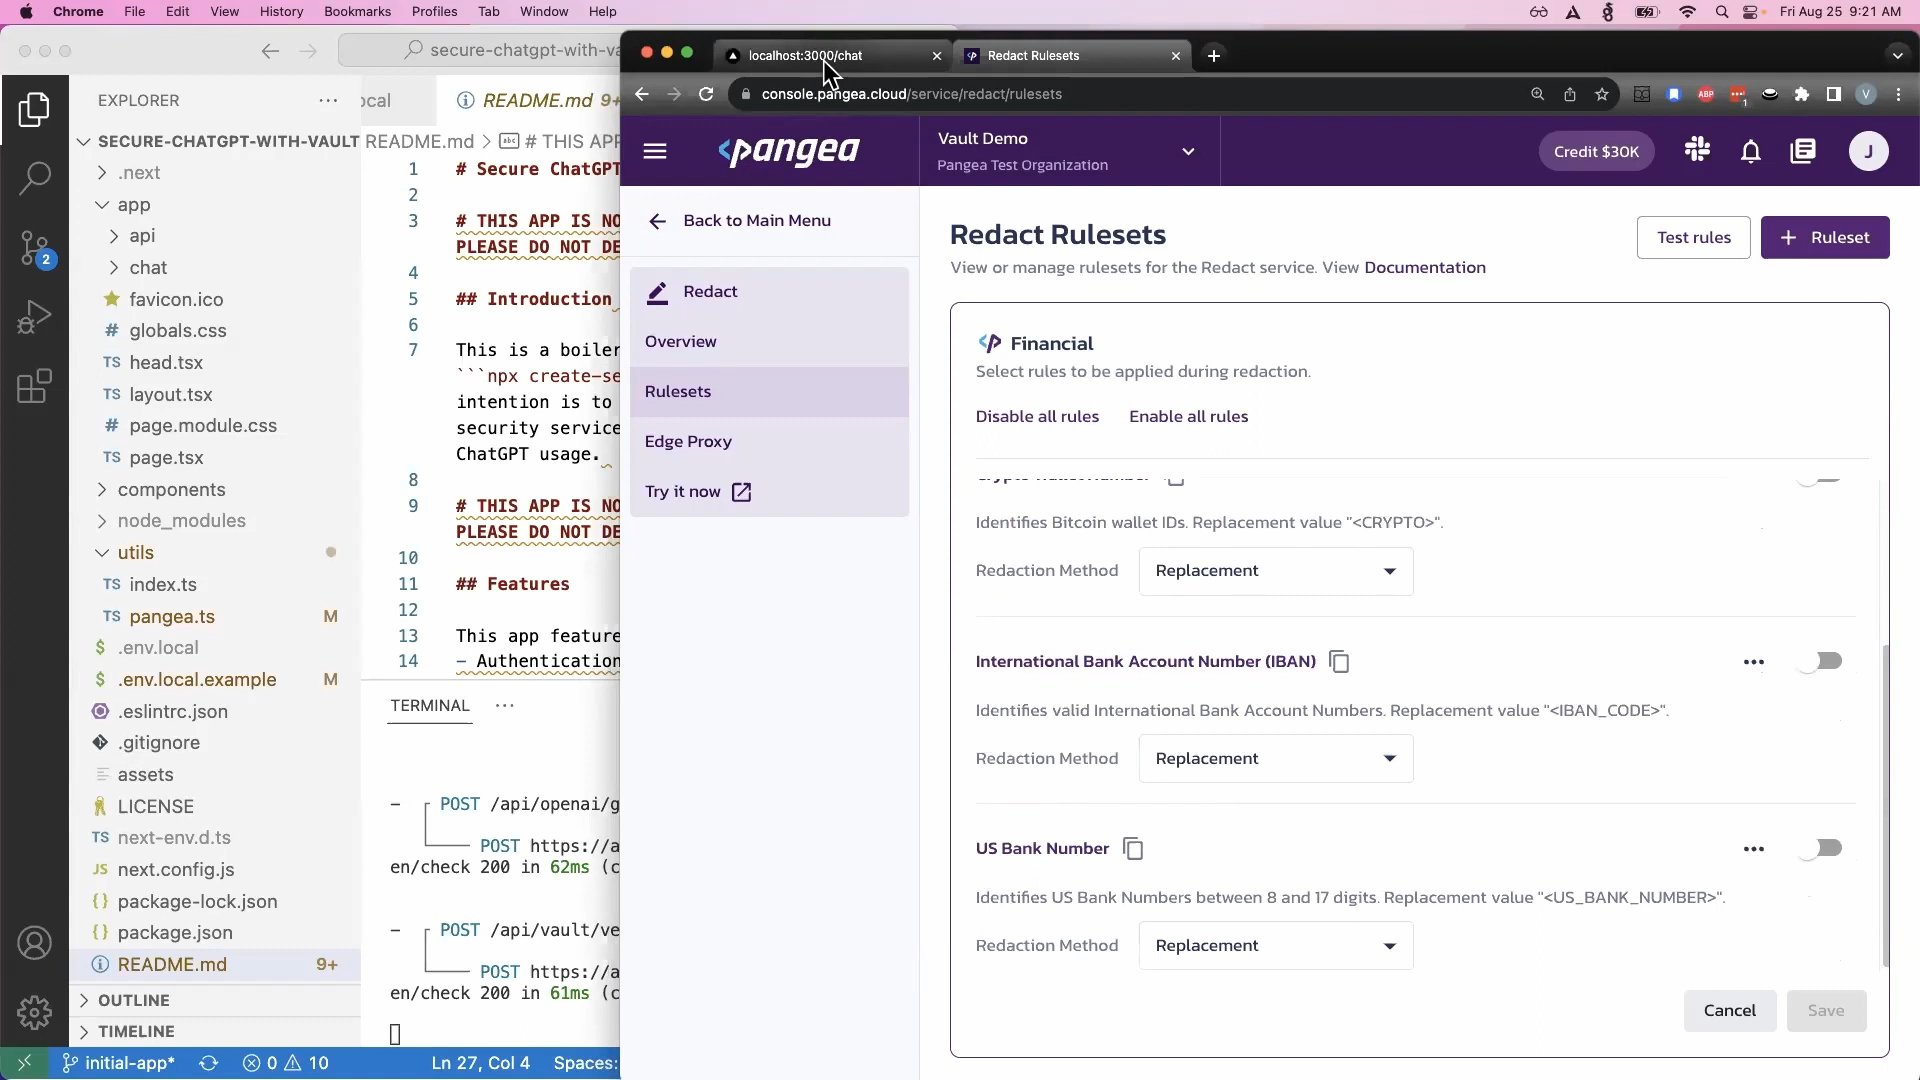 Chrome File Edit View History Bookmarks Profiles Tab Window Help
Fri Aug 25 9:21 AM
secure-chatgpt-with-va
localhost:3000/chat
Redact Rulesets
console.pangea.cloud/service/redact/rulesets
EXPLORER
SECURE-CHATGPT-WITH-VAULT
.next
app
api
chat
favicon.ico
# globals.css
TS head.tsx
TS layout.tsx
# page.module.css
TS page.tsx
components
node_modules
utils
TS index.ts
TS pangea.ts M
$ .env.local
$ .env.local.example M
.eslintrc.json
.gitignore
assets
LICENSE
TS next-env.d.ts
JS next.config.js
{} package-lock.json
{} package.json
README.md 9+
OUTLINE
TIMELINE
2
initial-app*
0 10
Ln 27, Col 4 Spaces:
ocal
README.md 9+
README.md > # THIS APP
1 # Secure ChatGPT
2
3 # THIS APP IS NO
PLEASE DO NOT DE
4
5 ## Introduction
6
7 This is a boiler
```npx create-se
intention is to
security service
ChatGPT usage.
8
9 # THIS APP IS NO
PLEASE DO NOT DE
10
11 ## Features
12
13 This app feature
14 - Authentication
TERMINAL
POST /api/openai/g
POST https://a
en/check 200 in 62ms (c
POST /api/vault/ve
POST https://a
en/check 200 in 61ms (c
pangea
Vault Demo
Pangea Test Organization
Credit $30K
J
V
ABP
1
Back to Main Menu
Redact
Overview
Rulesets
Edge Proxy
Try it now
Redact Rulesets
View or manage rulesets for the Redact service. View Documentation
Test rules
+ Ruleset
Financial
Select rules to be applied during redaction.
Disable all rules Enable all rules
Identifies Bitcoin wallet IDs. Replacement value "<CRYPTO>".
Redaction Method Replacement
International Bank Account Number (IBAN)
Identifies valid International Bank Account Numbers. Replacement value "<IBAN_CODE>".
Redaction Method Replacement
US Bank Number
Identifies US Bank Numbers between 8 and 17 digits. Replacement value "<US_BANK_NUMBER>".
Redaction Method Replacement
Cancel
Save